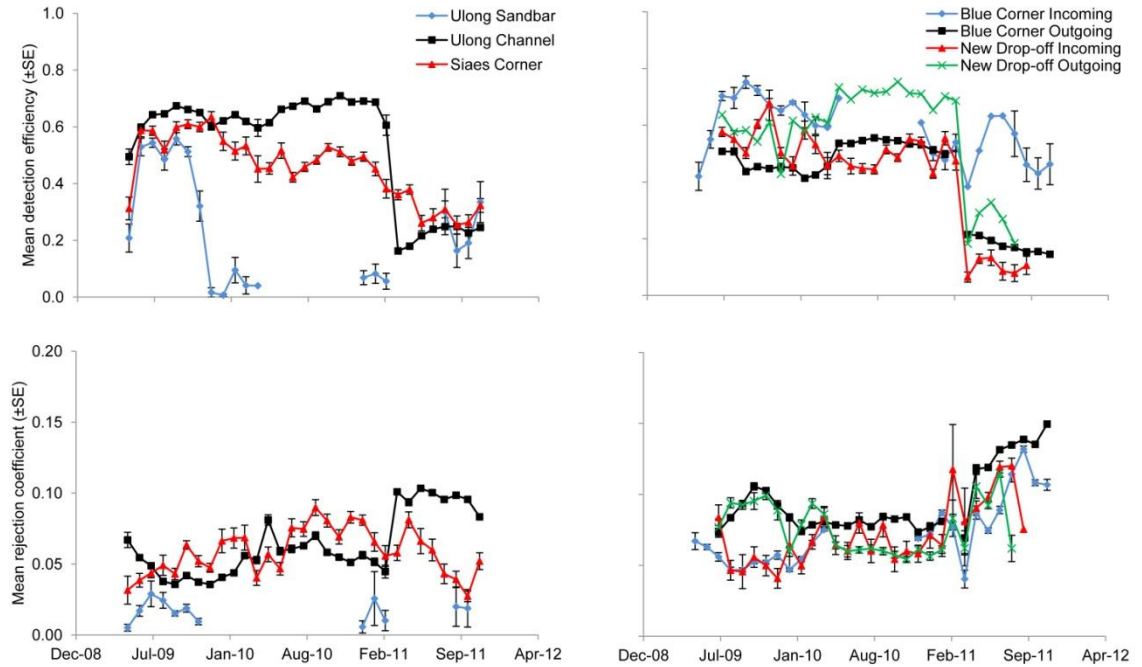 Mean detection efficiency (±SE)
1.0
0.8
0.6
0.4
0.2
0.0
Ulong Sandbar
Ulong Channel
Siaes Corner
Blue Corner Incoming
Blue Corner Outgoing
New Drop-off Incoming
New Drop-off Outgoing
Mean rejection coefficient (±SE)
0.20
0.15
0.10
0.05
0.00
Dec-08 Jul-09 Jan-10 Aug-10 Feb-11 Sep-11 Apr-12
Dec-08 Jul-09 Jan-10 Aug-10 Feb-11 Sep-11 Apr-12